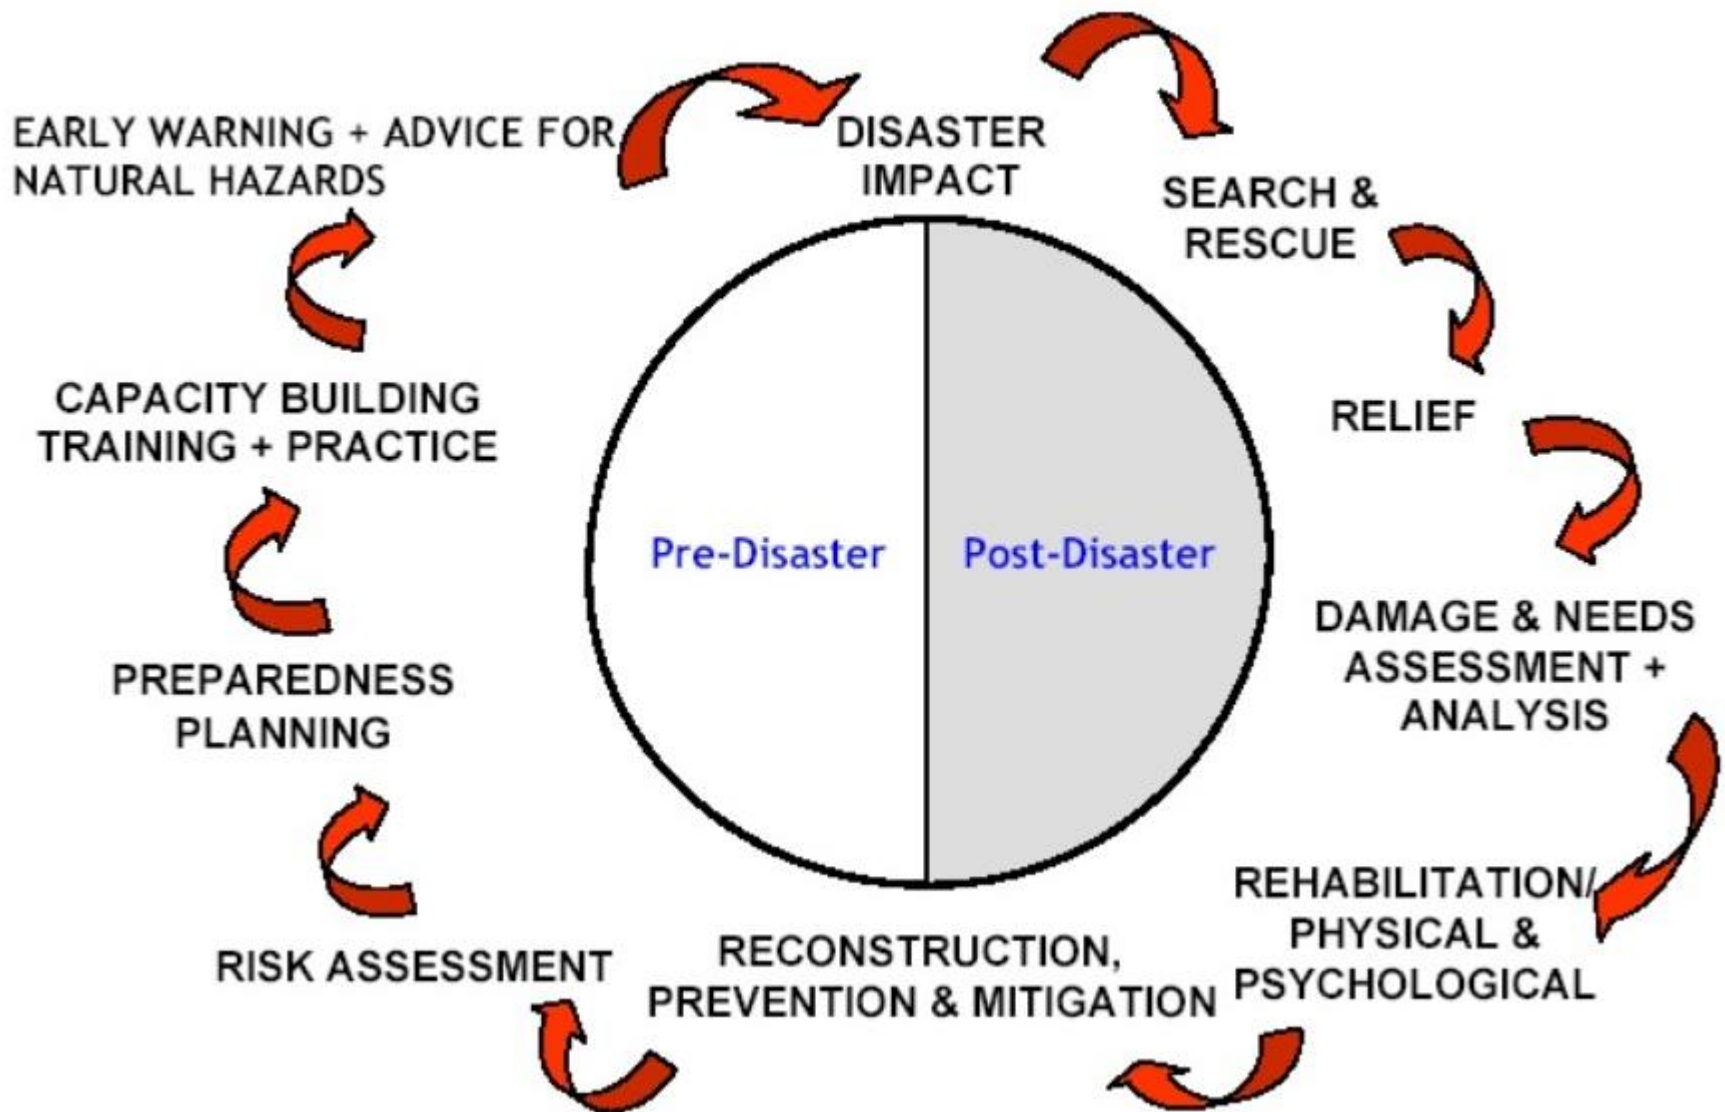 DISASTER
IMPACT
SEARCH &
RESCUE
RELIEF
DAMAGE & NEEDS
ASSESSMENT +
ANALYSIS
REHABILITATION/
PHYSICAL &
PSYCHOLOGICAL
RECONSTRUCTION,
PREVENTION & MITIGATION
RISK ASSESSMENT
PREPAREDNESS
PLANNING
CAPACITY BUILDING
TRAINING + PRACTICE
EARLY WARNING + ADVICE FOR
NATURAL HAZARDS
Pre-Disaster
Post-Disaster